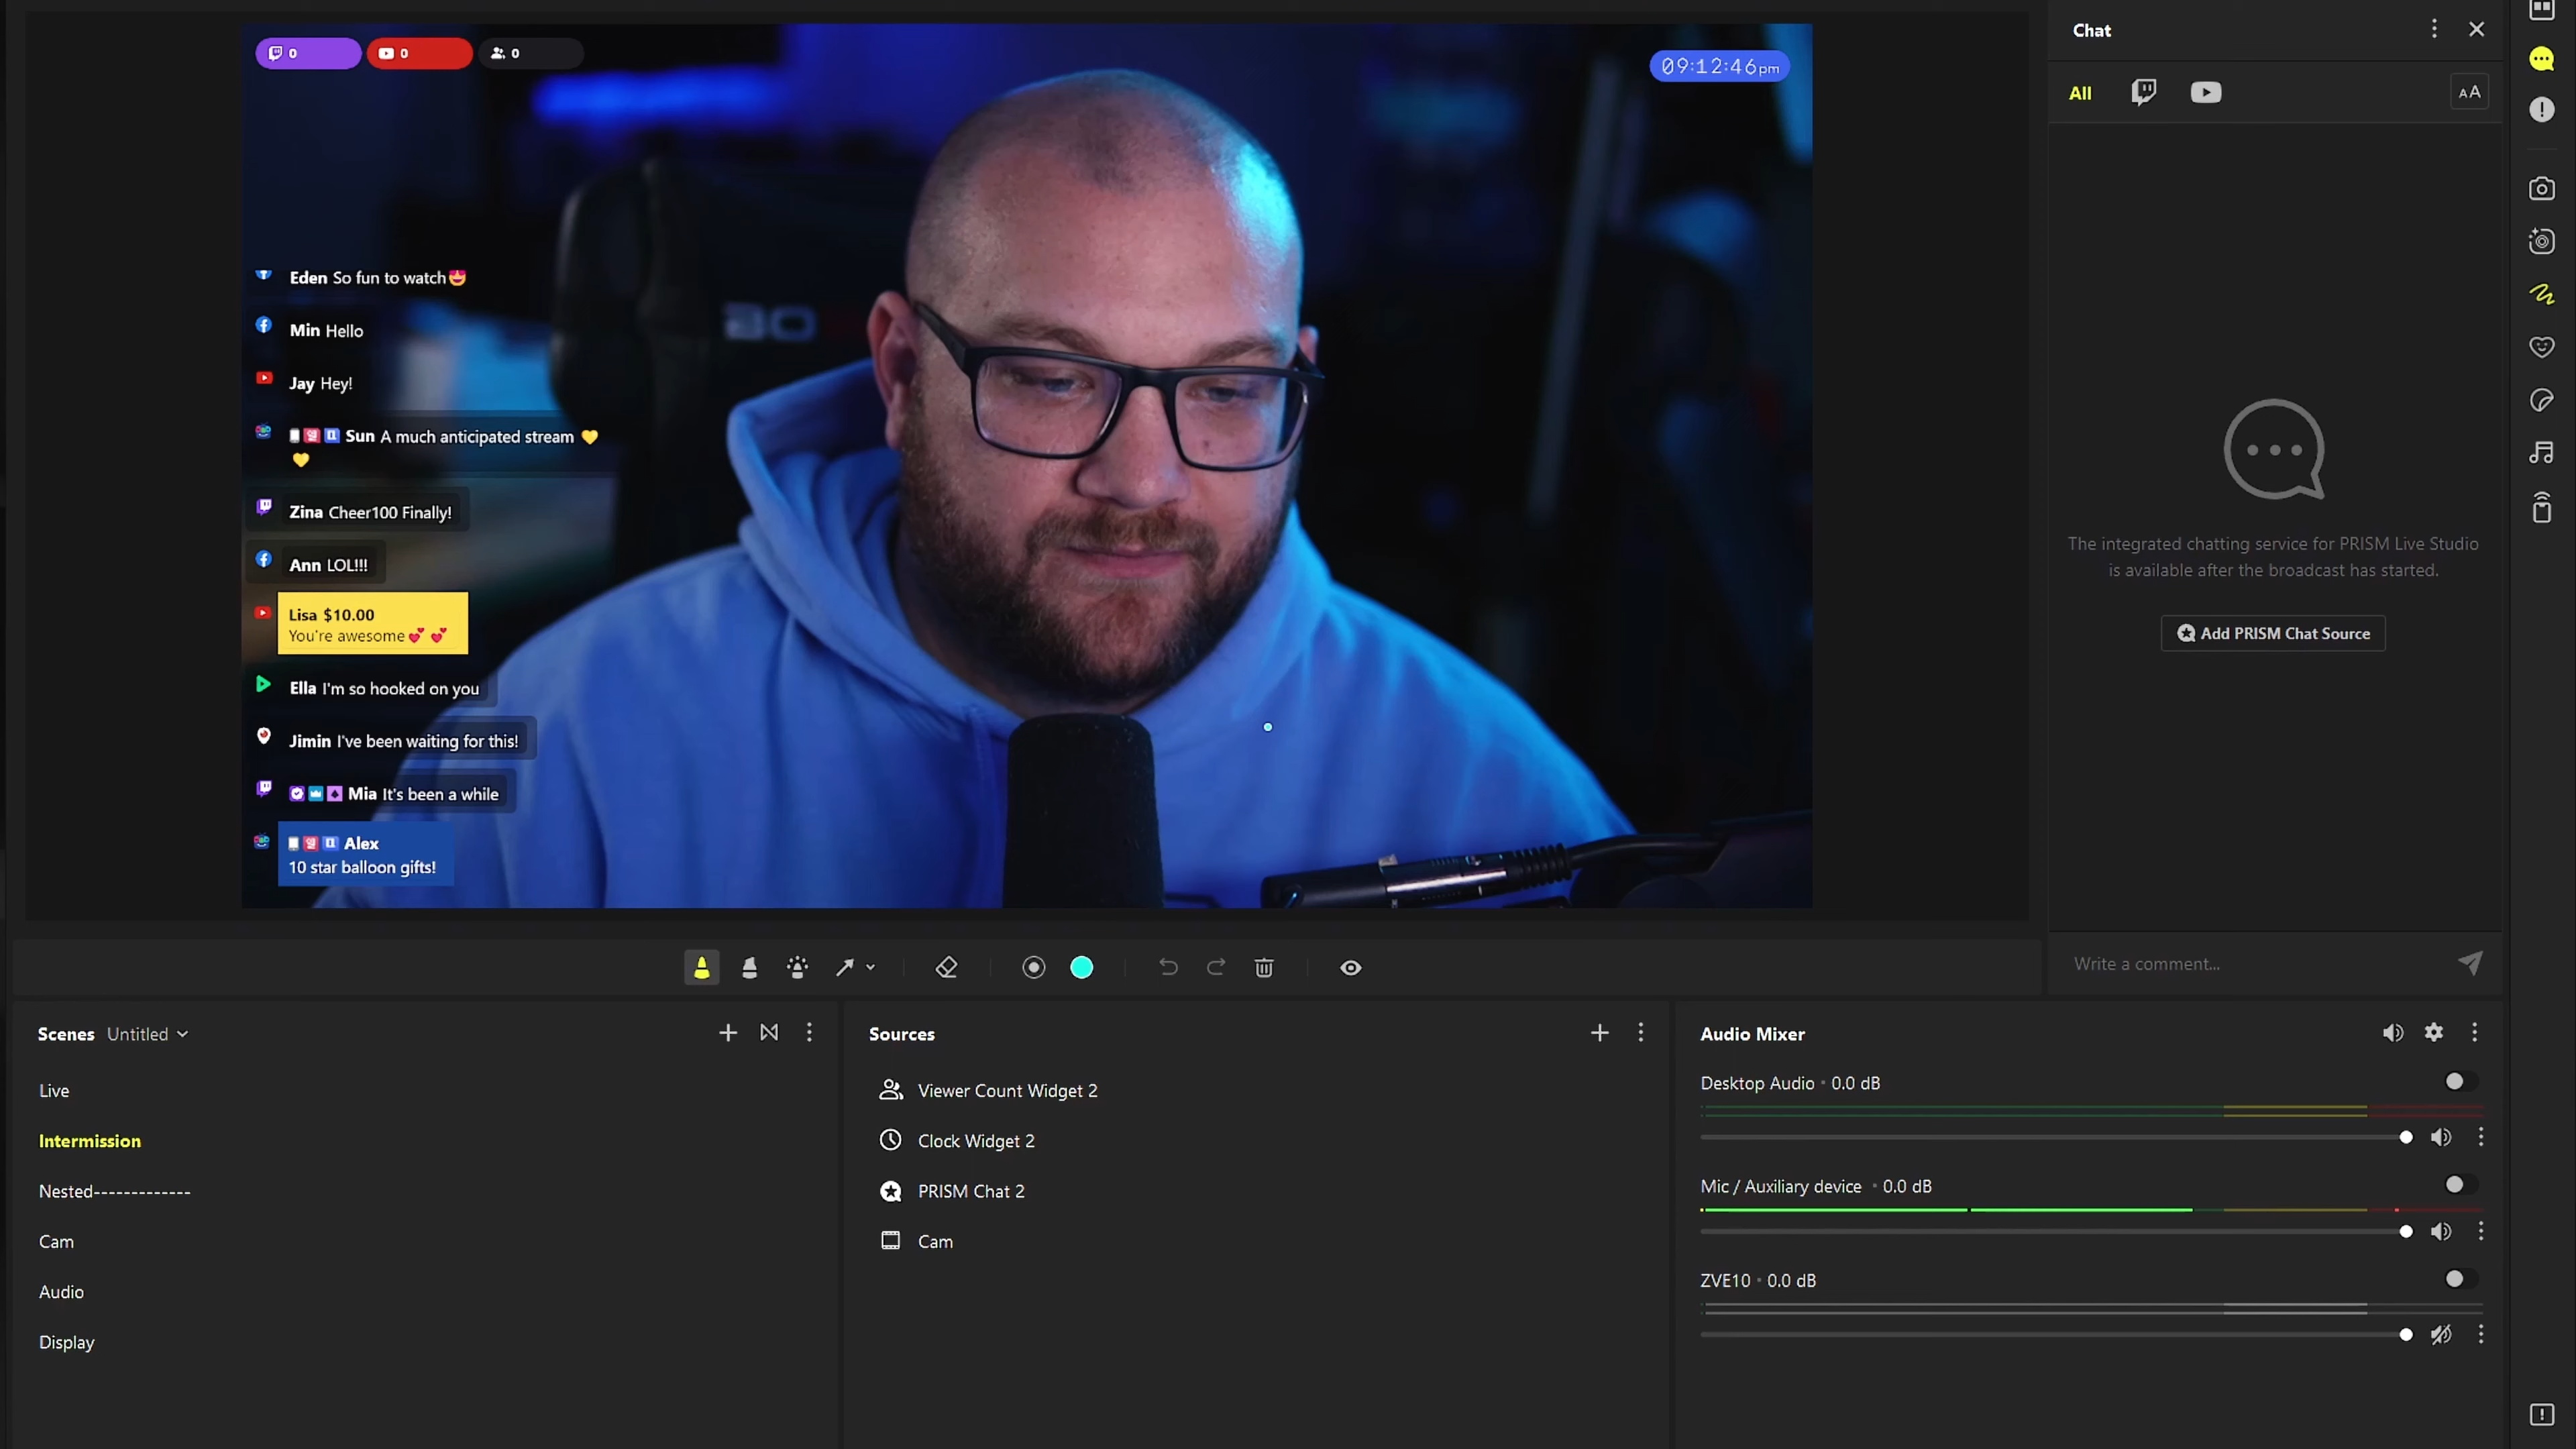 0 0 0
09:12:46pm
Eden So fun to watch😍
Min Hello
Jay Hey!
Sun A much anticipated stream 💛
💛
Zina Cheer100 Finally!
Ann LOL!!!
Lisa $10.00
You're awesome💕 💕
Ella I'm so hooked on you
Jimin I've been waiting for this!
Mia It's been a while
Alex
10 star balloon gifts!
Chat
All
AA
The integrated chatting service for PRISM Live Studio
is available after the broadcast has started.
Add PRISM Chat Source
Write a comment...
Scenes Untitled
Live
Intermission
Nested-------------
Cam
Audio
Display
Sources
Viewer Count Widget 2
Clock Widget 2
PRISM Chat 2
Cam
Audio Mixer
Desktop Audio • 0.0 dB
Mic / Auxiliary device • 0.0 dB
ZVE10 • 0.0 dB